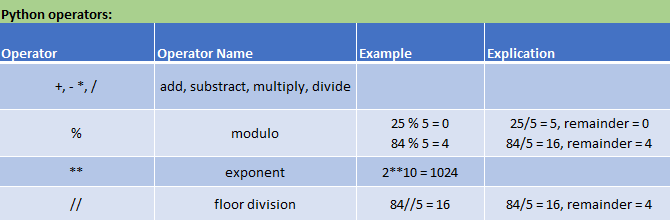 Python operators:
Operator Operator Name Example Explication
+, - *, / add, substract, multiply, divide
% modulo 25 % 5 = 0 25/5 = 5, remainder = 0
84 % 5 = 4 84/5 = 16, remainder = 4
** exponent 2**10 = 1024
// floor division 84//5 = 16 84/5 = 16, remainder = 4